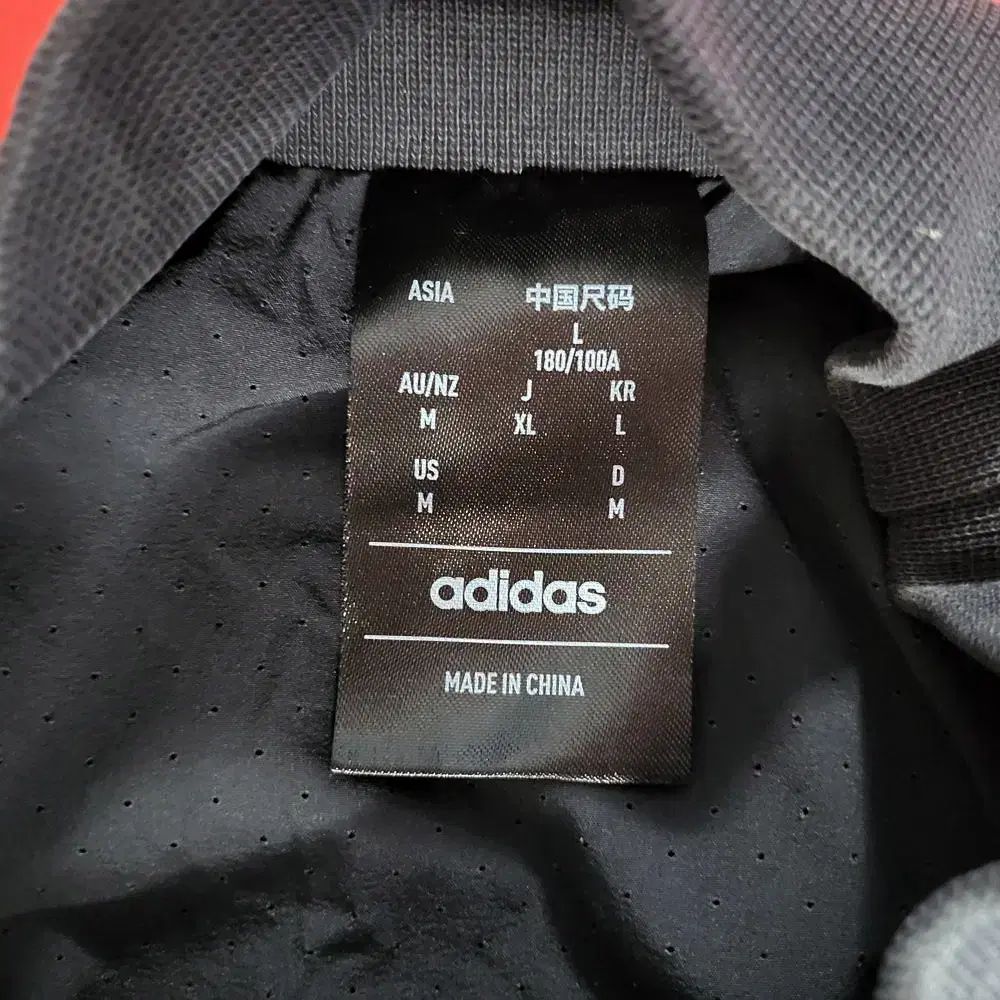 ASIA 中国尺码
L
180/100A
AU/NZ J KR
M XL L
US D
M M
adidas
MADE IN CHINA